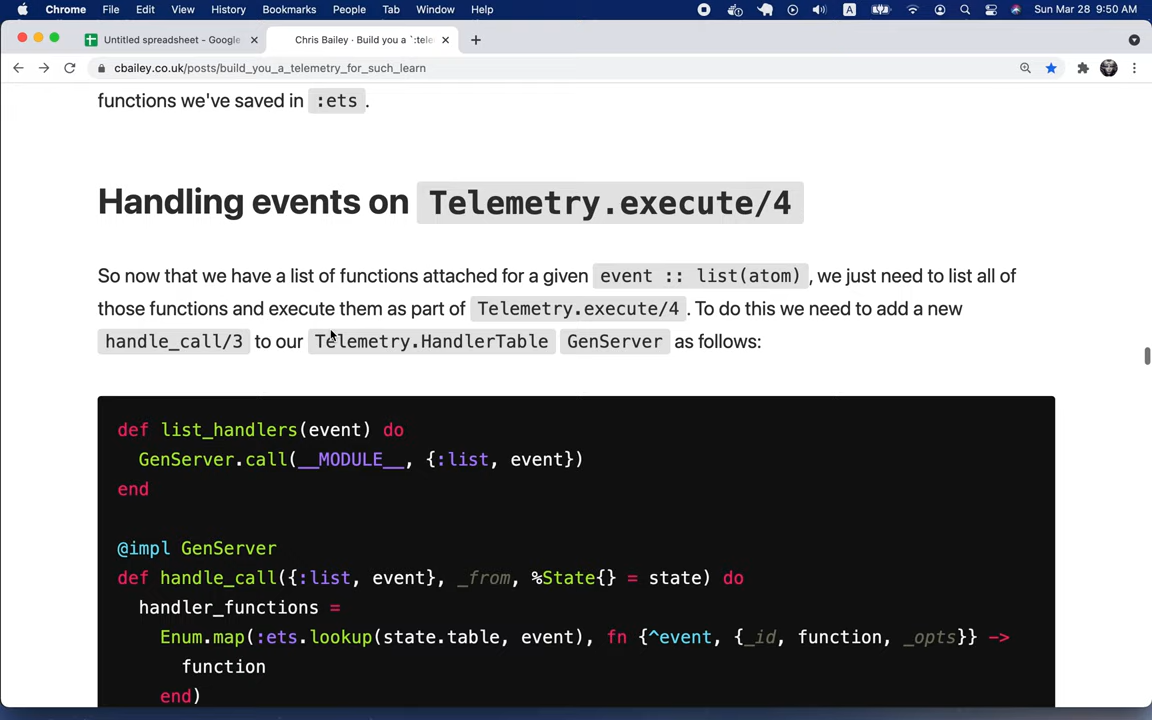 Chrome File Edit View History Bookmarks People Tab Window Help A Sun Mar 28 9:50 AM
Untitled spreadsheet - Google Chris Bailey · Build you a `:tele
cbailey.co.uk/posts/build_you_a_telemetry_for_such_learn
functions we've saved in :ets .
Handling events on Telemetry.execute/4
So now that we have a list of functions attached for a given event :: list(atom) , we just need to list all of
those functions and execute them as part of Telemetry.execute/4 . To do this we need to add a new
handle_call/3 to our Telemetry.HandlerTable GenServer as follows:
def list_handlers(event) do
GenServer.call(__MODULE__, {:list, event})
end
@impl GenServer
def handle_call({:list, event}, _from, %State{} = state) do
handler_functions =
Enum.map(:ets.lookup(state.table, event), fn {^event, {_id, function, _opts}} ->
function
end)